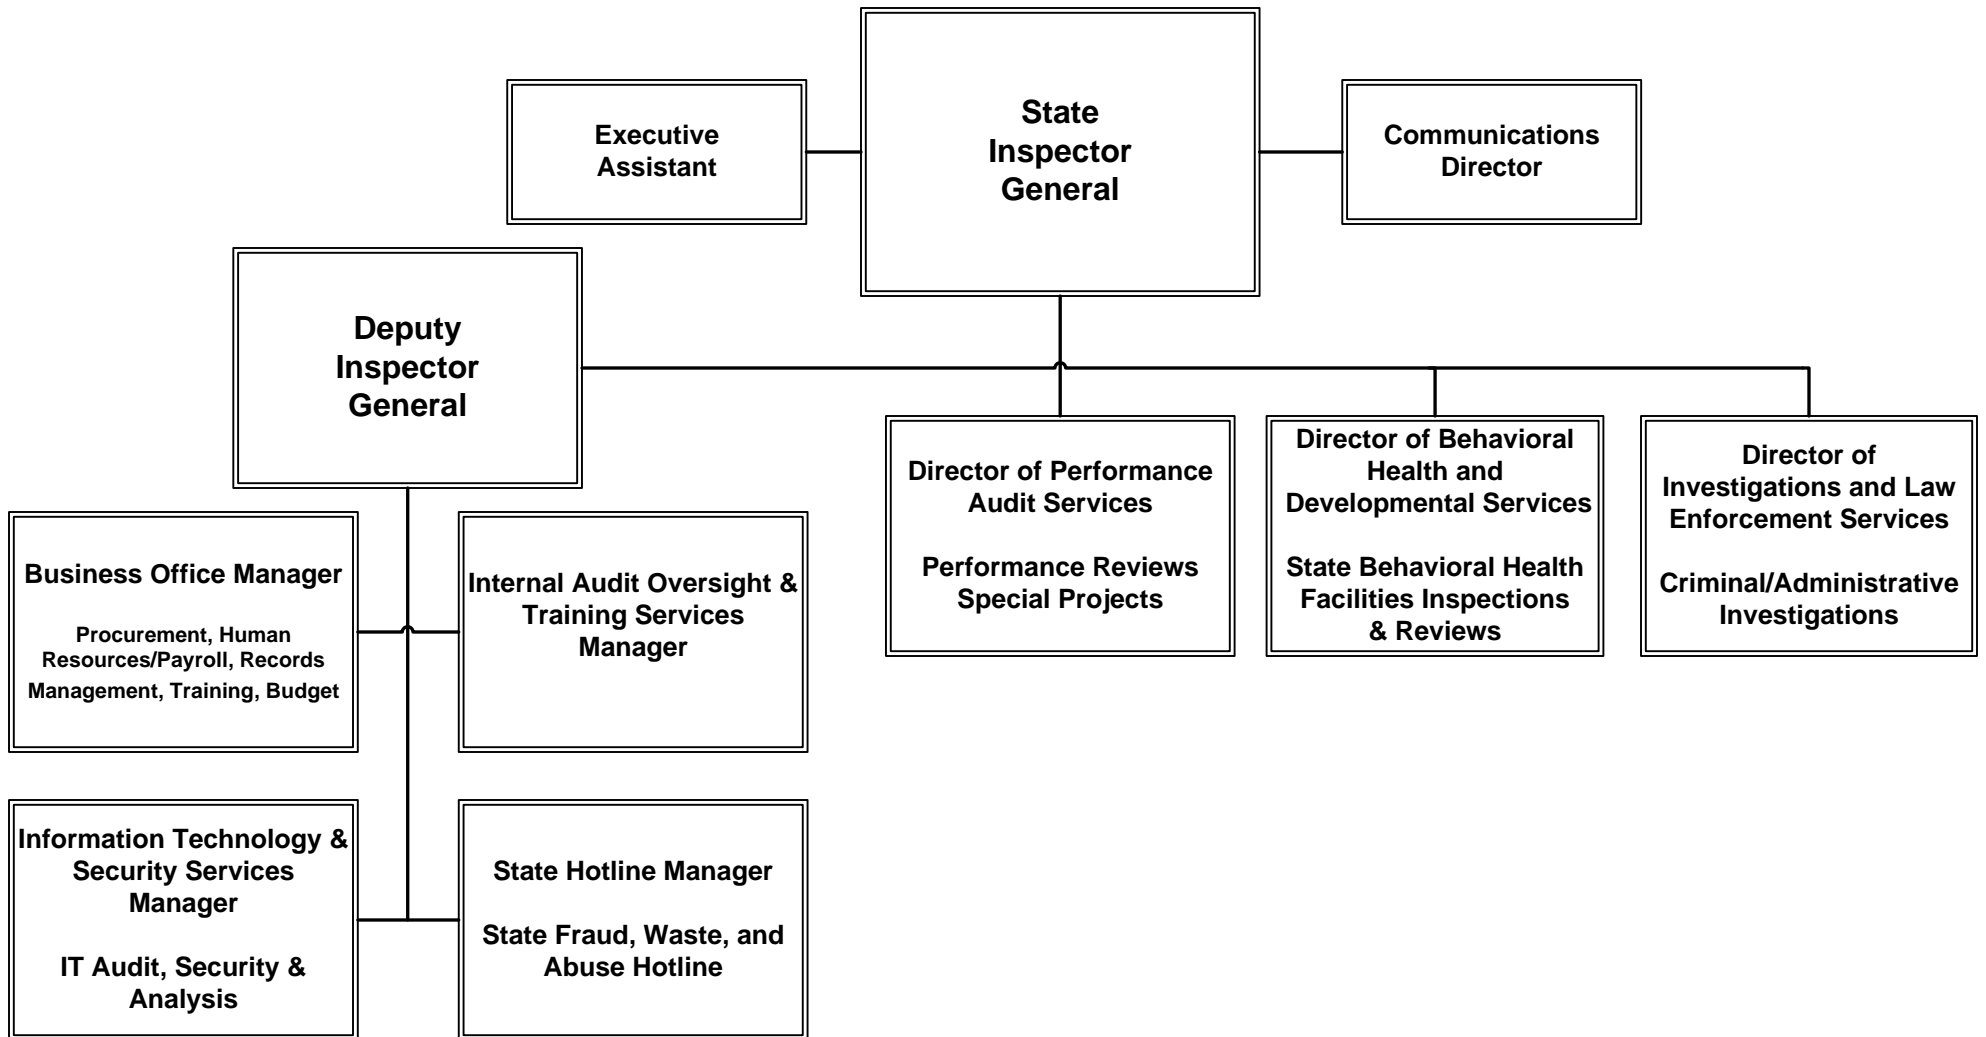 State
Inspector
General
Executive
Assistant
Communications
Director
Deputy
Inspector
General
Director of Performance
Audit Services
Performance Reviews
Special Projects
Director of Behavioral
Health and
Developmental Services
State Behavioral Health
Facilities Inspections
& Reviews
Director of
Investigations and Law
Enforcement Services
Criminal/Administrative
Investigations
Business Office Manager
Procurement, Human
Resources/Payroll, Records
Management, Training, Budget
Internal Audit Oversight &
Training Services
Manager
Information Technology &
Security Services
Manager
IT Audit, Security &
Analysis
State Hotline Manager
State Fraud, Waste, and
Abuse Hotline